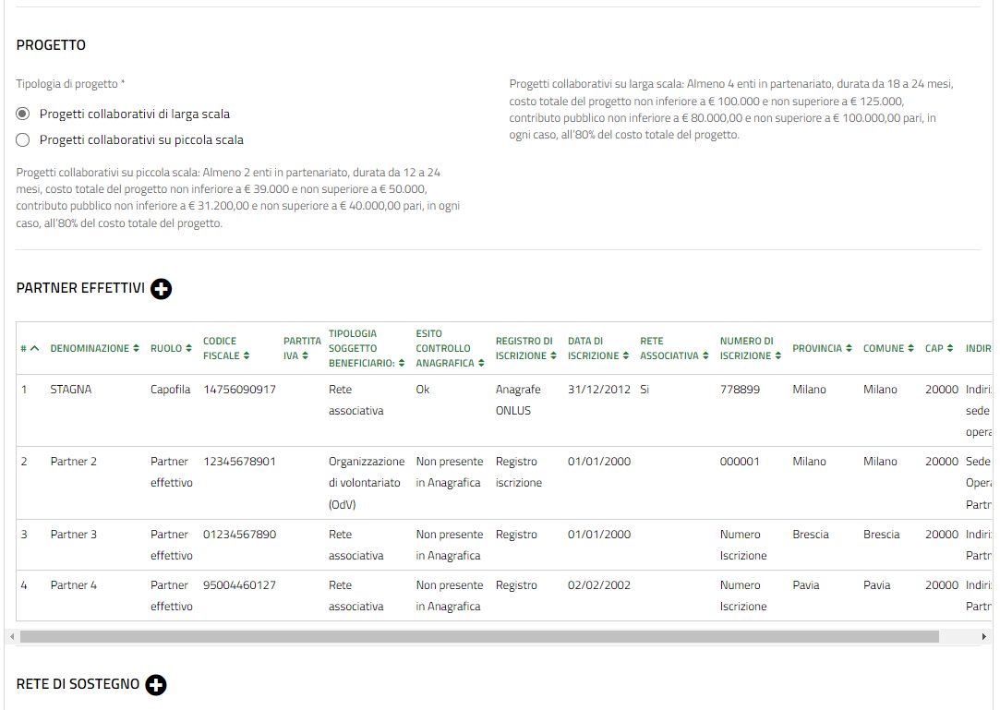 PROGETTO
Tipologia di progetto *
Progetti collaborativi di larga scala
Progetti collaborativi su piccola scala
Progetti collaborativi su piccola scala: Almeno 2 enti in partenariato, durata da 12 a 24
mesi, costo totale del progetto non inferiore a € 39.000 e non superiore a € 50.000,
contributo pubblico non inferiore a € 31.200,00 e non superiore a € 40.000,00 pari, in ogni
caso, all'80% del costo totale del progetto.
Progetti collaborativi su larga scala: Almeno 4 enti in partenariato, durata da 18 a 24 mesi,
costo totale del progetto non inferiore a € 100.000 e non superiore a € 125.000,
contributo pubblico non inferiore a € 80.000,00 e non superiore a € 100.000,00 pari, in
ogni caso, all'80% del costo totale del progetto.
PARTNER EFFETTIVI
# DENOMINAZIONE RUOLO CODICE FISCALE PARTITA IVA TIPOLOGIA SOGGETTO BENEFICIARIO: ESITO CONTROLLO ANAGRAFICA REGISTRO DI ISCRIZIONE DATA DI ISCRIZIONE RETE ASSOCIATIVA NUMERO DI ISCRIZIONE PROVINCIA COMUNE CAP INDIR
1 STAGNA Capofila 14756090917 Rete associativa Ok Anagrafe ONLUS 31/12/2012 Si 778899 Milano Milano 20000 Indiri sede opera
2 Partner 2 Partner effettivo 12345678901 Organizzazione di volontariato (OdV) Non presente in Anagrafica Registro iscrizione 01/01/2000 000001 Milano Milano 20000 Sede Opera Partn
3 Partner 3 Partner effettivo 01234567890 Rete associativa Non presente in Anagrafica Registro 01/01/2000 Numero Iscrizione Brescia Brescia 20000 Indiri Partn
4 Partner 4 Partner effettivo 95004460127 Rete associativa Non presente in Anagrafica Registro 02/02/2002 Numero Iscrizione Pavia Pavia 20000 Indiri Partn
RETE DI SOSTEGNO